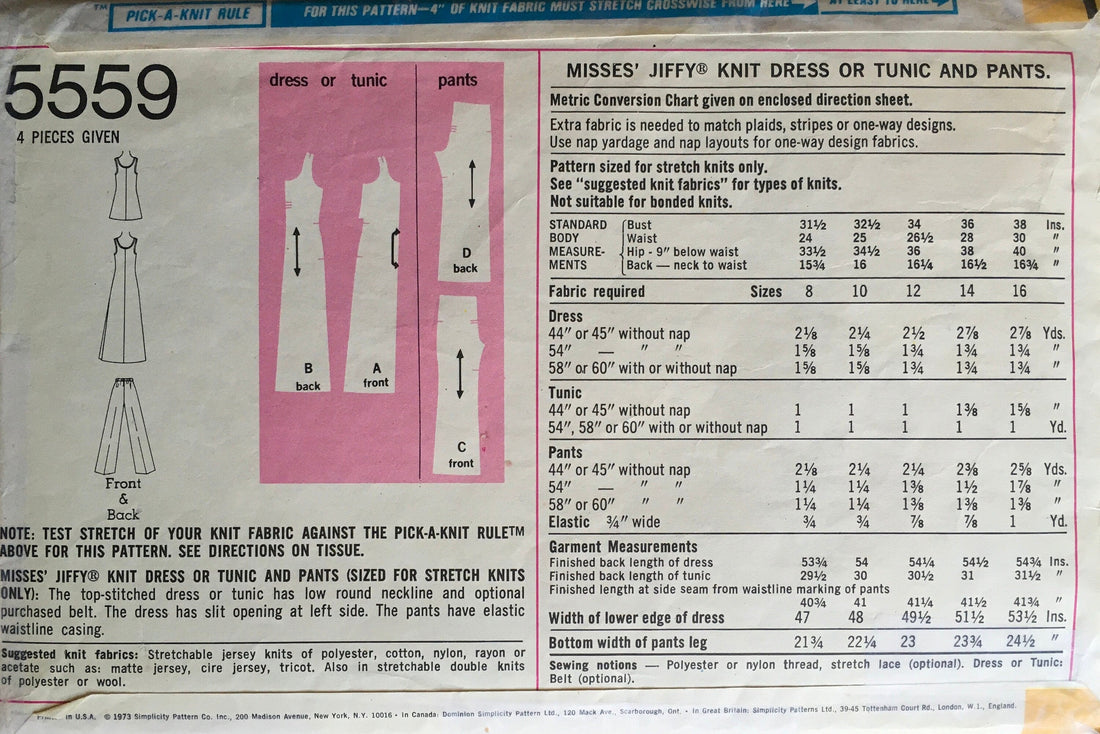 ™ PICK-A-KNIT RULE FOR THIS PATTERN—4" OF KNIT FABRIC MUST STRETCH CROSSWISE FROM HERE AT LEAST TO HERE
5559
4 PIECES GIVEN
Front
&
Back
dress or tunic
pants
B
back
A
front
D
back
C
front
NOTE: TEST STRETCH OF YOUR KNIT FABRIC AGAINST THE PICK-A-KNIT RULE™
ABOVE FOR THIS PATTERN. SEE DIRECTIONS ON TISSUE.
MISSES' JIFFY® KNIT DRESS OR TUNIC AND PANTS (SIZED FOR STRETCH KNITS
ONLY): The top-stitched dress or tunic has low round neckline and optional
purchased belt. The dress has slit opening at left side. The pants have elastic
waistline casing.
Suggested knit fabrics: Stretchable jersey knits of polyester, cotton, nylon, rayon or
acetate such as: matte jersey, cire jersey, tricot. Also in stretchable double knits
of polyester or wool.
MISSES' JIFFY® KNIT DRESS OR TUNIC AND PANTS.
Metric Conversion Chart given on enclosed direction sheet.
Extra fabric is needed to match plaids, stripes or one-way designs.
Use nap yardage and nap layouts for one-way design fabrics.
Pattern sized for stretch knits only.
See "suggested knit fabrics" for types of knits.
Not suitable for bonded knits.
STANDARD Bust 31½ 32½ 34 36 38 Ins.
BODY Waist 24 25 26½ 28 30 "
MEASURE- Hip - 9" below waist 33½ 34½ 36 38 40 "
MENTS Back — neck to waist 15¾ 16 16¼ 16½ 16¾ "
Fabric required Sizes 8 10 12 14 16
Dress
44" or 45" without nap 2⅛ 2¼ 2½ 2⅞ 2⅞ Yds.
54" — " " 1⅝ 1⅝ 1¾ 1¾ 1¾ "
58" or 60" with or without nap 1⅝ 1⅝ 1¾ 1¾ 1¾ "
Tunic
44" or 45" without nap 1 1 1 1⅜ 1⅝ "
54", 58" or 60" with or without nap 1 1 1 1 1 Yd.
Pants
44" or 45" without nap 2⅛ 2¼ 2¼ 2⅜ 2⅝ Yds.
54" — " " 1¼ 1¼ 1⅜ 1½ 1⅞ "
58" or 60" " " 1¼ 1¼ 1⅜ 1⅜ 1⅜ "
Elastic ¾" wide ¾ ¾ ⅞ ⅞ 1 Yd.
Garment Measurements
Finished back length of dress 53¾ 54 54¼ 54½ 54¾ Ins.
Finished back length of tunic 29½ 30 30½ 31 31½ "
Finished length at side seam from waistline marking of pants
40¾ 41 41¼ 41½ 41¾ "
Width of lower edge of dress 47 48 49½ 51½ 53½ Ins.
Bottom width of pants leg 21¾ 22¼ 23 23¾ 24½ "
Sewing notions — Polyester or nylon thread, stretch lace (optional). Dress or Tunic:
Belt (optional).
in U.S.A. © 1973 Simplicity Pattern Co. Inc., 200 Madison Avenue, New York, N.Y. 10016 • In Canada: Dominion Simplicity Pattern Ltd., 120 Mack Ave., Scarborough, Ont. • In Great Britain: Simplicity Patterns Ltd., 39-45 Tottenham Court Rd., London, W.1., England.